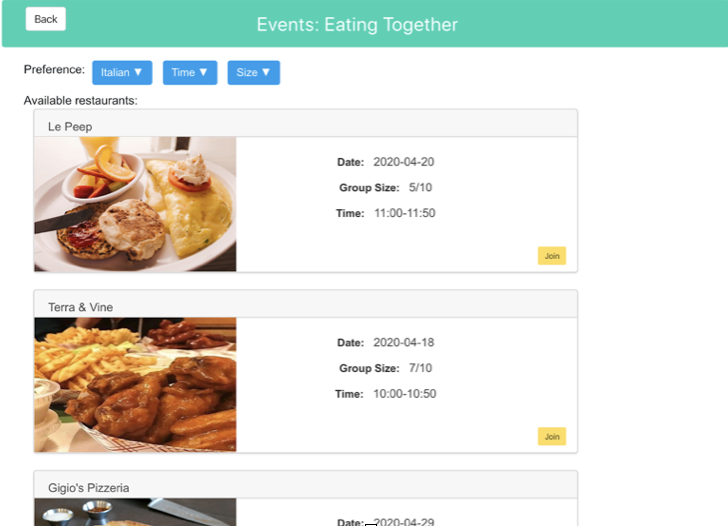 Back
Events: Eating Together
Preference: Italian ▼ Time ▼ Size ▼
Available restaurants:
Le Peep
Date: 2020-04-20
Group Size: 5/10
Time: 11:00-11:50
Join
Terra & Vine
Date: 2020-04-18
Group Size: 7/10
Time: 10:00-10:50
Join
Gigio's Pizzeria
Date: 2020-04-29